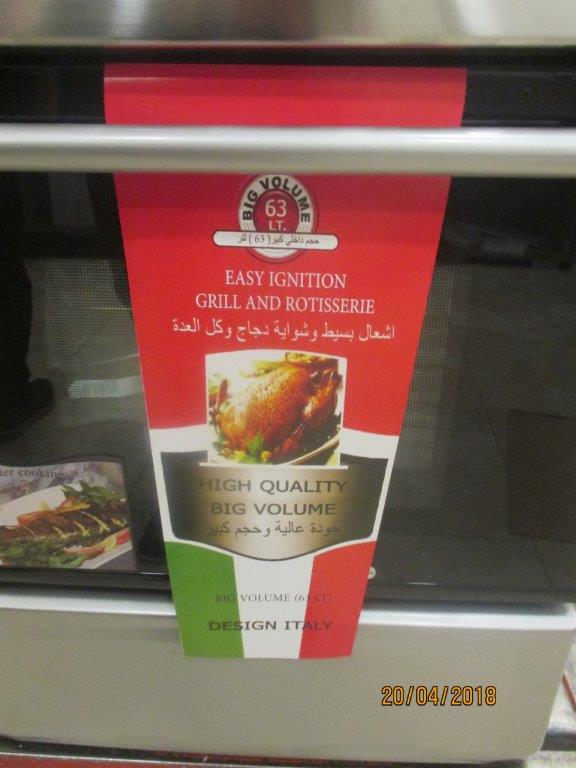 BIG VOLUME
63
LT.
حجم داخلي كبير ( 63 ) لتر
EASY IGNITION
GRILL AND ROTISSERIE
اشعال بسيط وشواية دجاج وكل العدة
ter cooking
HIGH QUALITY
BIG VOLUME
جودة عالية وحجم كبير
BIG VOLUME (63 LT)
DESIGN ITALY
20/04/2018